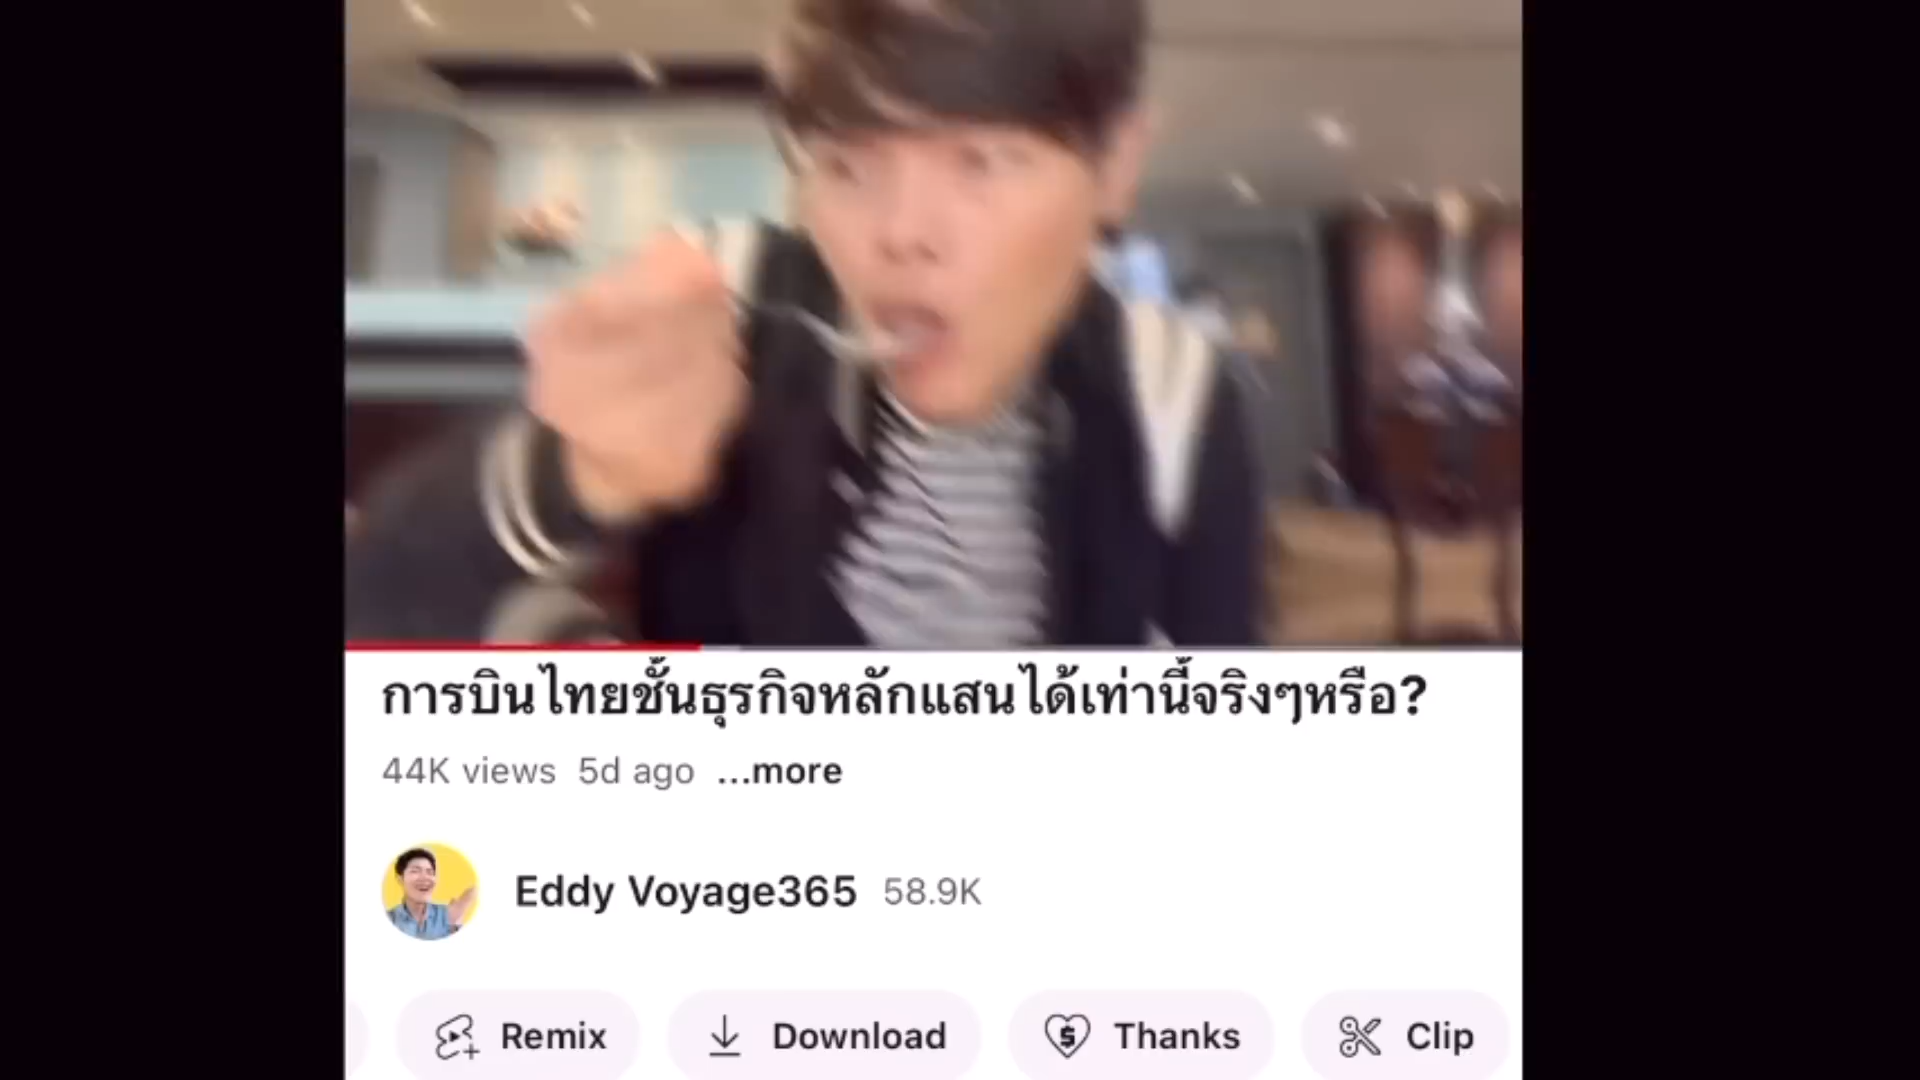 การบินไทยชั้นธุรกิจหลักแสนได้เท่านี้จริงๆหรือ?
44K views 5d ago ...more
Eddy Voyage365 58.9K
Remix Download Thanks Clip